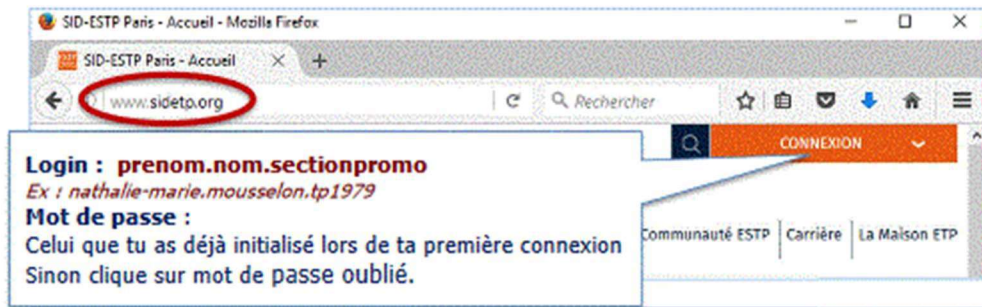 SID-ESTP Paris - Accueil - Mozilla Firefox
SID-ESTP Paris - Accueil
www.sidetp.org
Rechercher
CONNEXION
Login : prenom.nom.sectionpromo
Ex : nathalie-marie.mousselon.tp1979
Mot de passe :
Celui que tu as déjà initialisé lors de ta première connexion
Sinon clique sur mot de passe oublié.
Communauté ESTP | Carrière | La Maison ETP